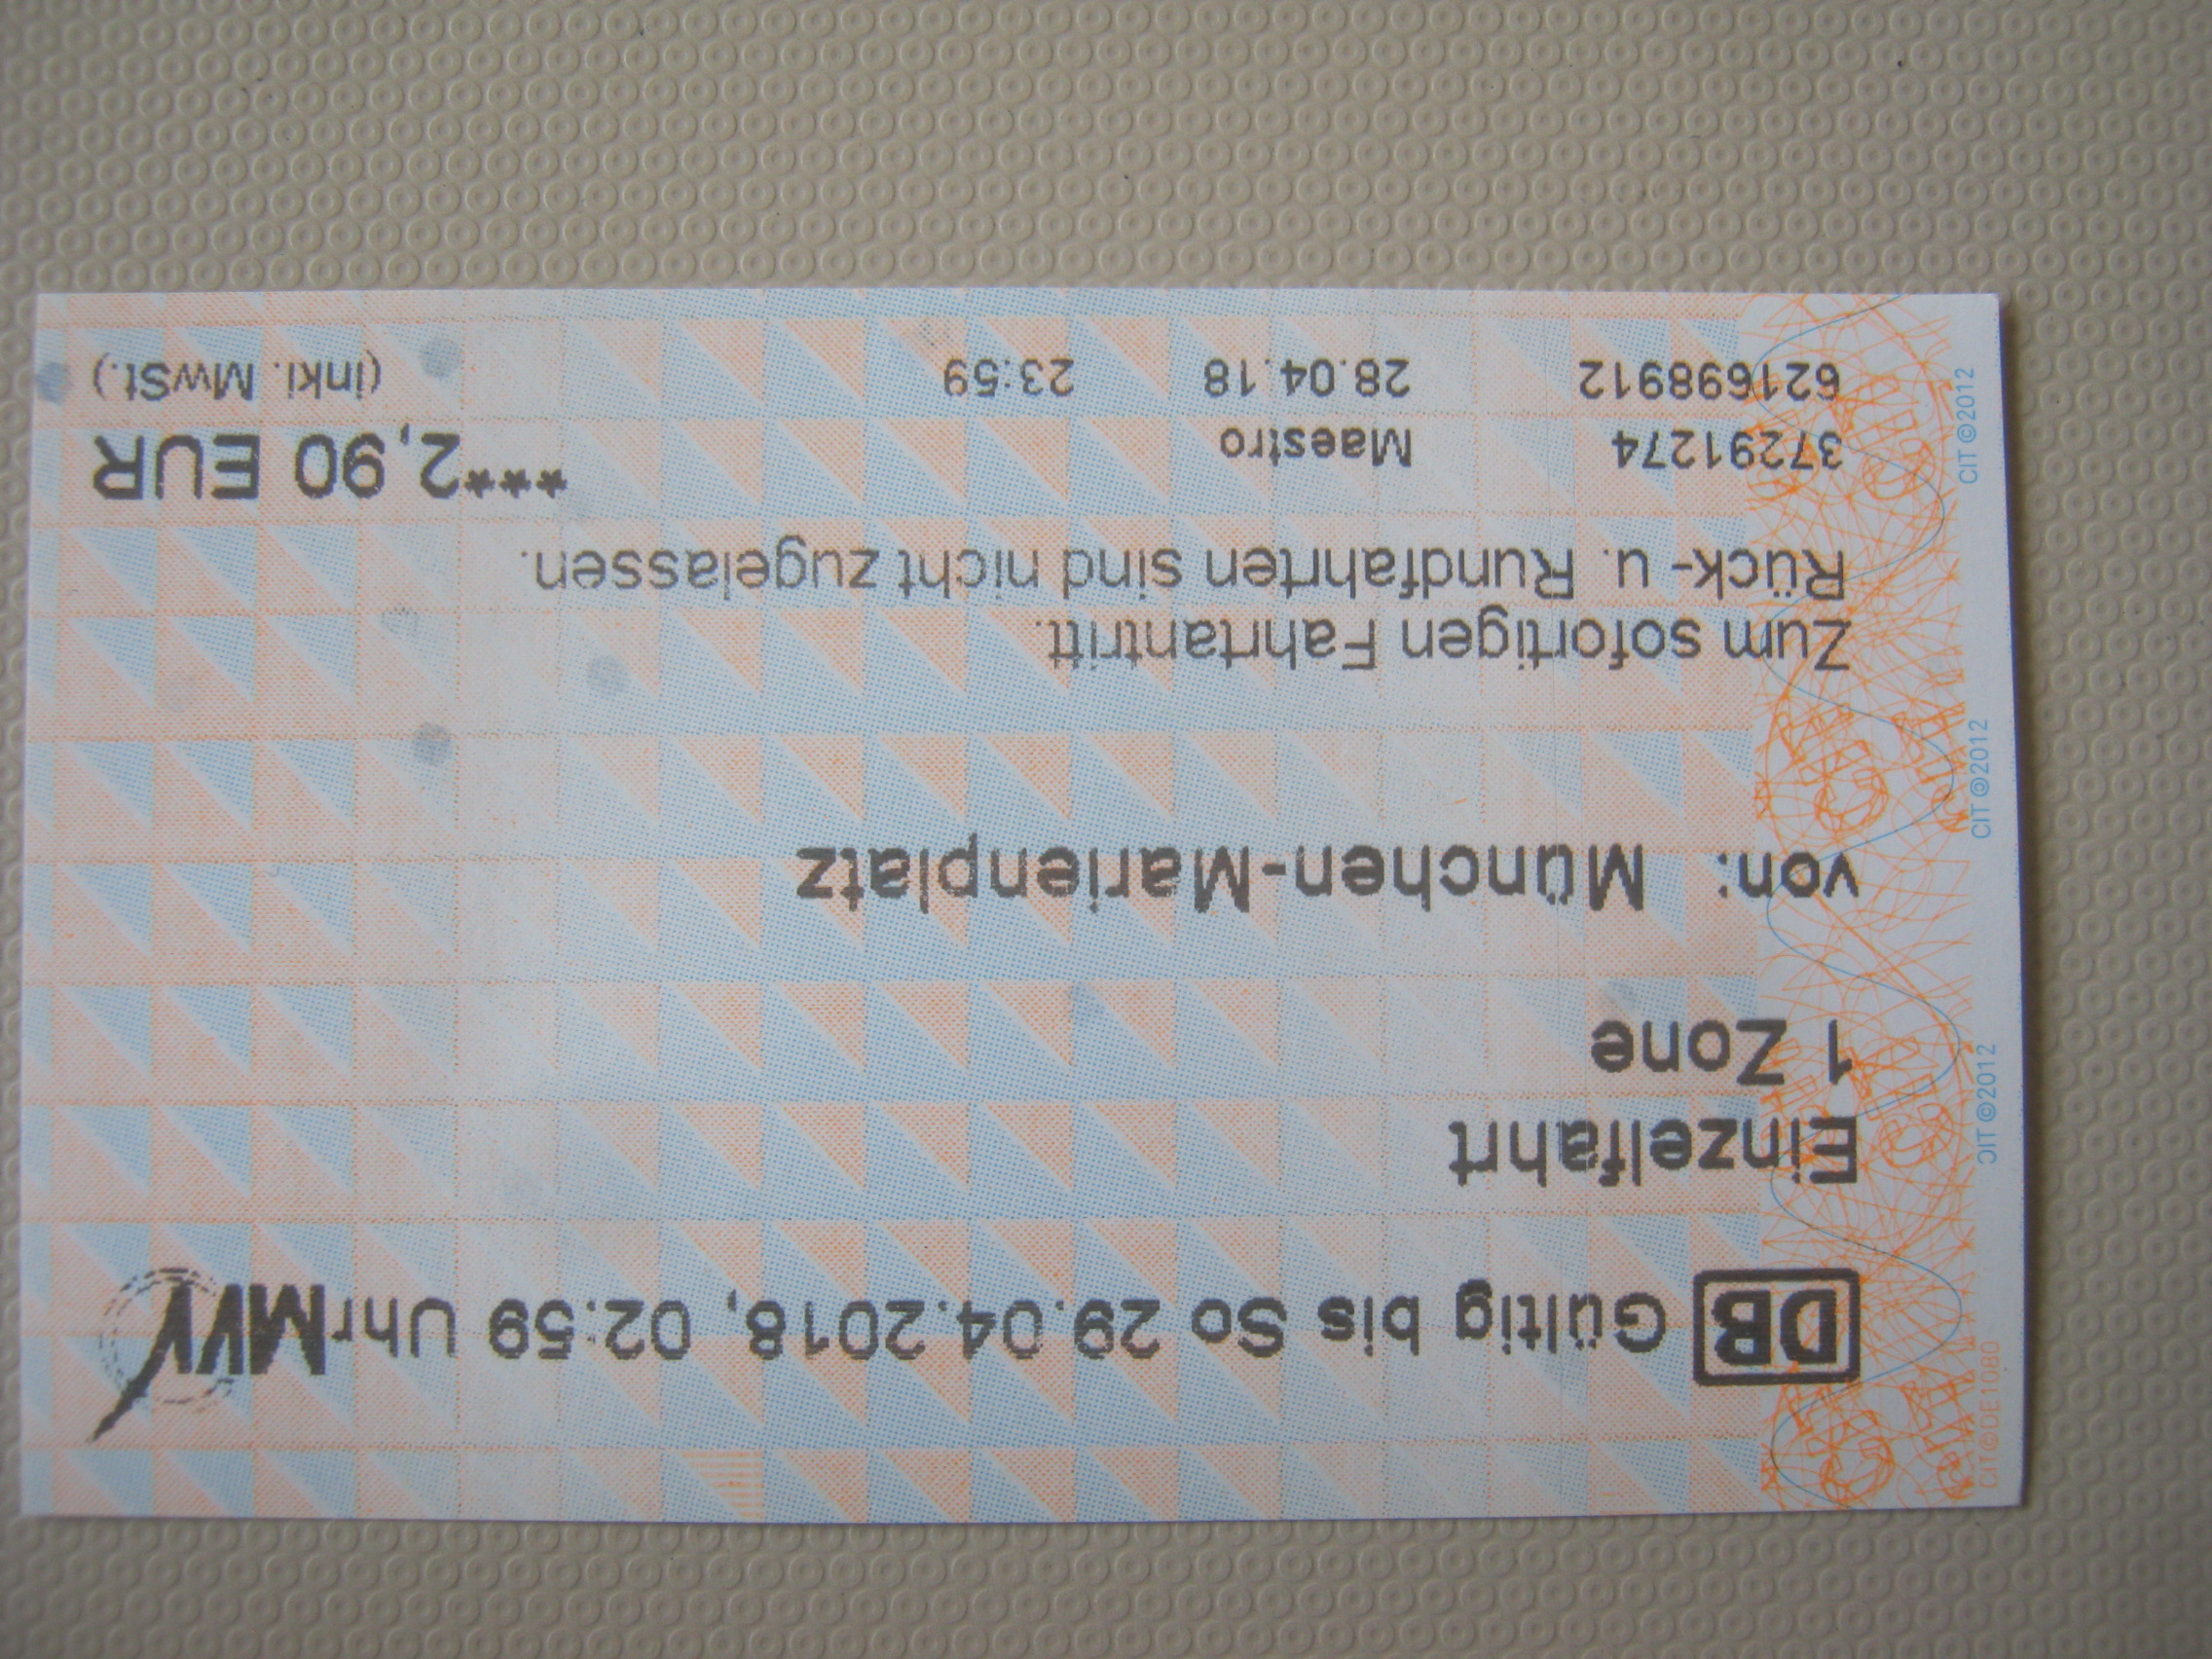 DB Gültig bis So 29.04.2018, 02:59 Uhr MVV
Einzelfahrt
1 Zone
von: München-Marienplatz
Zum sofortigen Fahrtantritt.
Rück- u. Rundfahrten sind nicht zugelassen.
37291274 Maestro ***2,90 EUR
621698912 28.04.18 23:59 (inkl. MwSt.)
CIT©DE1080
CIT©2012
CIT©2012
CIT©2012